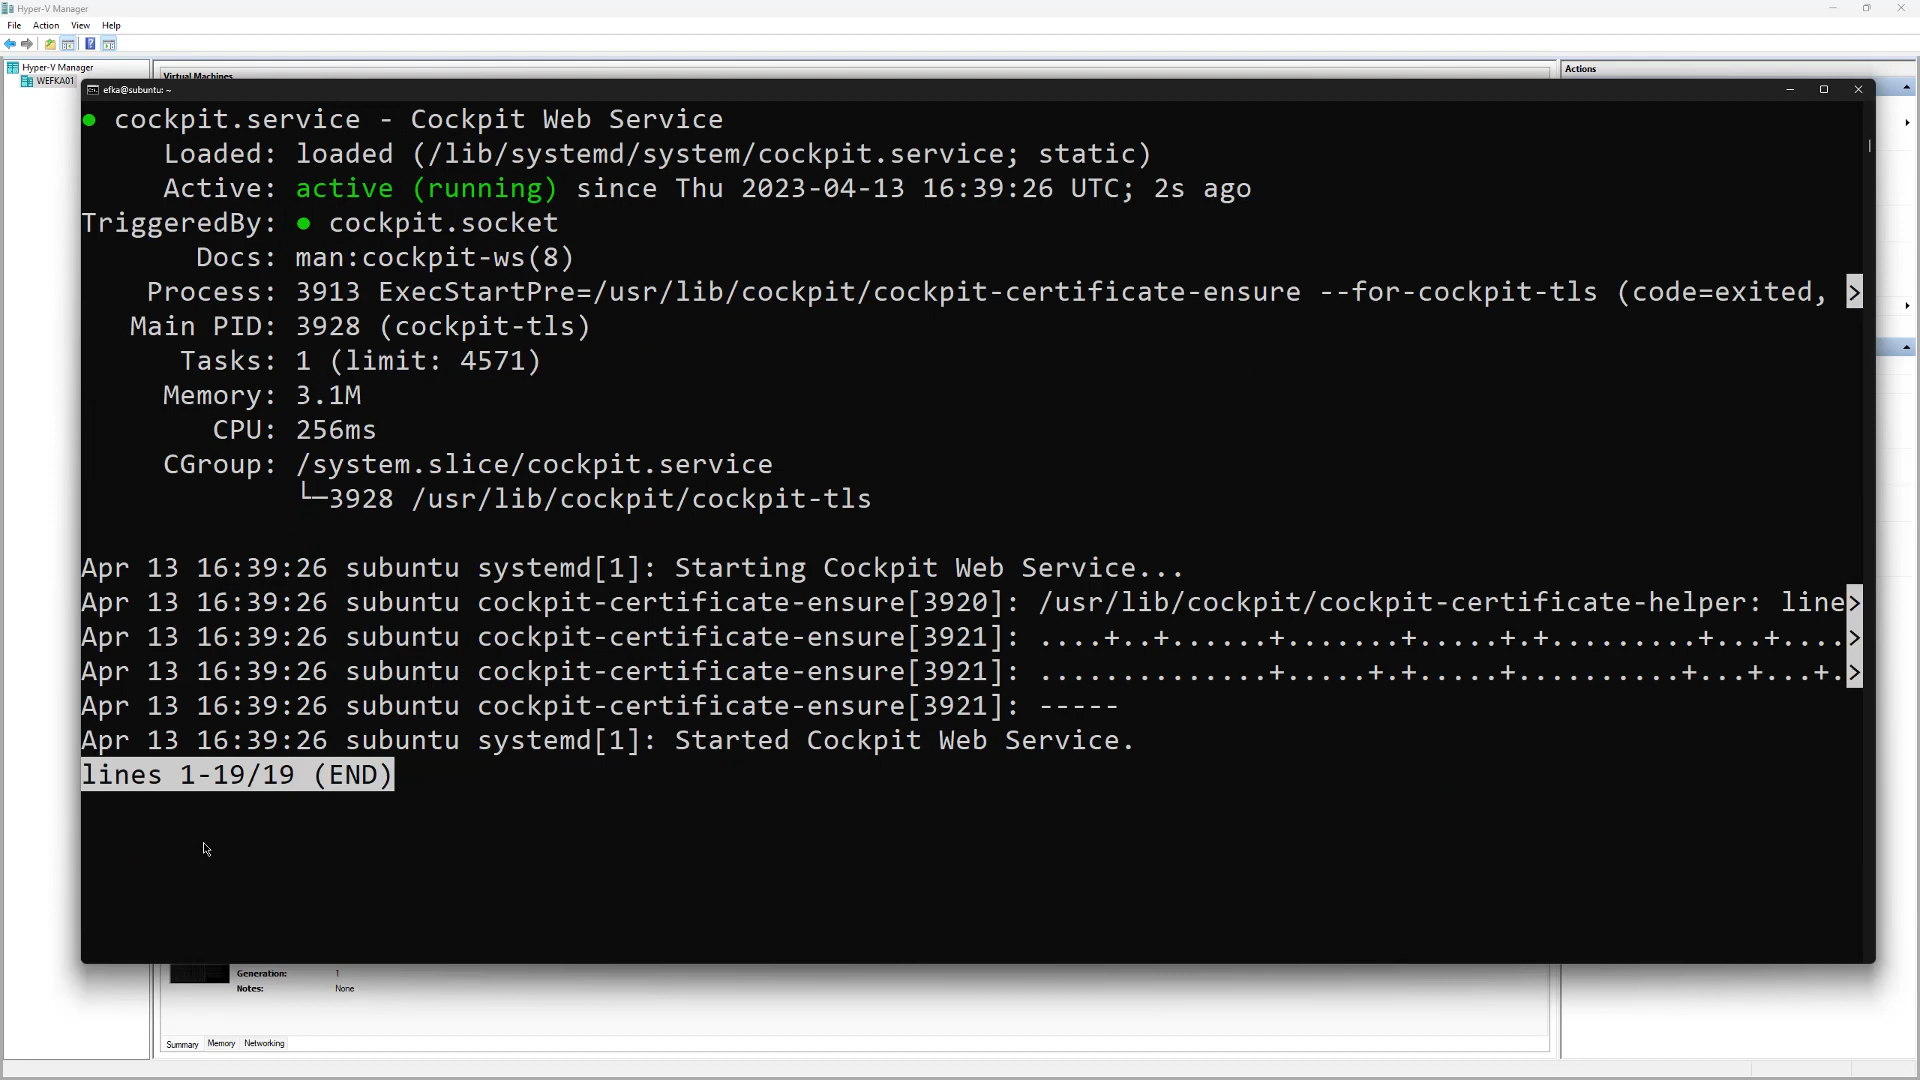 Hyper-V Manager
File Action View Help
Hyper-V Manager
WEFKA01
Virtual Machines
Actions
efka@subuntu: ~
● cockpit.service - Cockpit Web Service
Loaded: loaded (/lib/systemd/system/cockpit.service; static)
Active: active (running) since Thu 2023-04-13 16:39:26 UTC; 2s ago
TriggeredBy: ● cockpit.socket
Docs: man:cockpit-ws(8)
Process: 3913 ExecStartPre=/usr/lib/cockpit/cockpit-certificate-ensure --for-cockpit-tls (code=exited, >
Main PID: 3928 (cockpit-tls)
Tasks: 1 (limit: 4571)
Memory: 3.1M
CPU: 256ms
CGroup: /system.slice/cockpit.service
└─3928 /usr/lib/cockpit/cockpit-tls
Apr 13 16:39:26 subuntu systemd[1]: Starting Cockpit Web Service...
Apr 13 16:39:26 subuntu cockpit-certificate-ensure[3920]: /usr/lib/cockpit/cockpit-certificate-helper: line>
Apr 13 16:39:26 subuntu cockpit-certificate-ensure[3921]: ....+..+......+.......+.....+.+.........+...+....>
Apr 13 16:39:26 subuntu cockpit-certificate-ensure[3921]: ..............+.....+.+.....+..........+...+...+.>
Apr 13 16:39:26 subuntu cockpit-certificate-ensure[3921]: -----
Apr 13 16:39:26 subuntu systemd[1]: Started Cockpit Web Service.
lines 1-19/19 (END)
Generation: 1
Notes: None
Summary Memory Networking